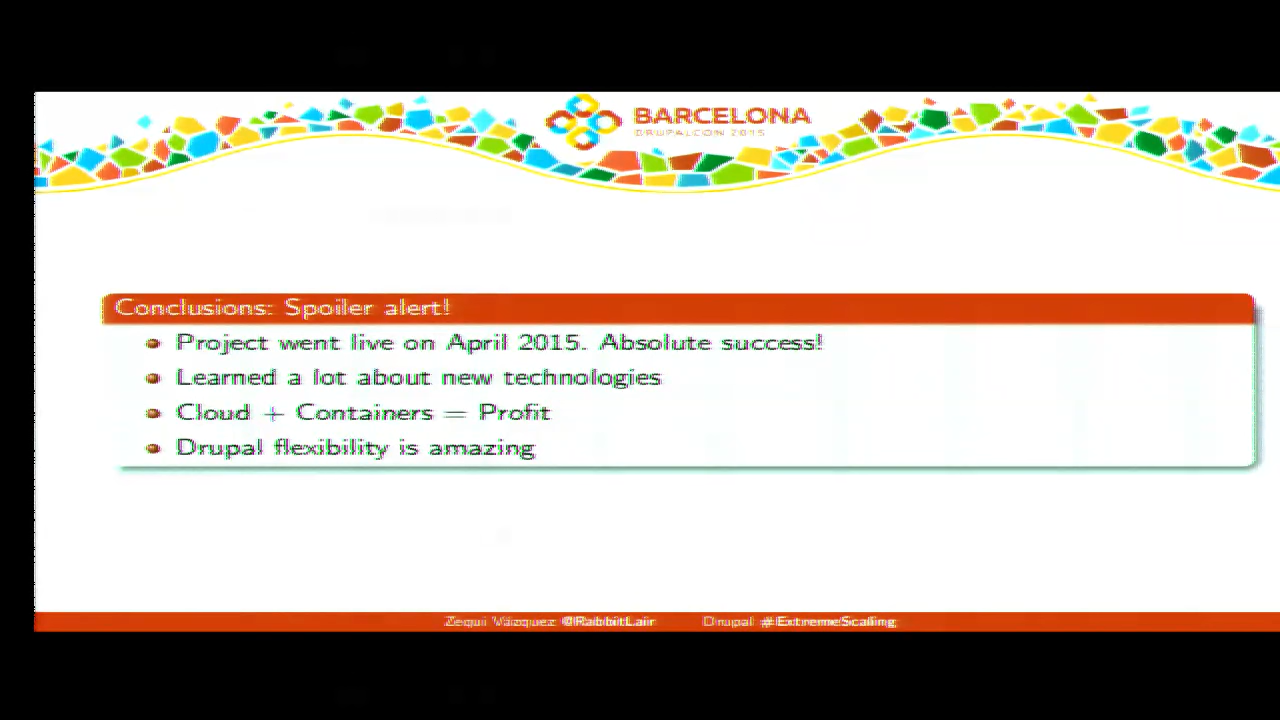 BARCELONA
DRUPALCON 2015
Conclusions: Spoiler alert!
Project went live on April 2015. Absolute success!
Learned a lot about new technologies
Cloud + Containers = Profit
Drupal flexibility is amazing
Zequi Vázquez @RabbitLair Drupal #ExtremeScaling